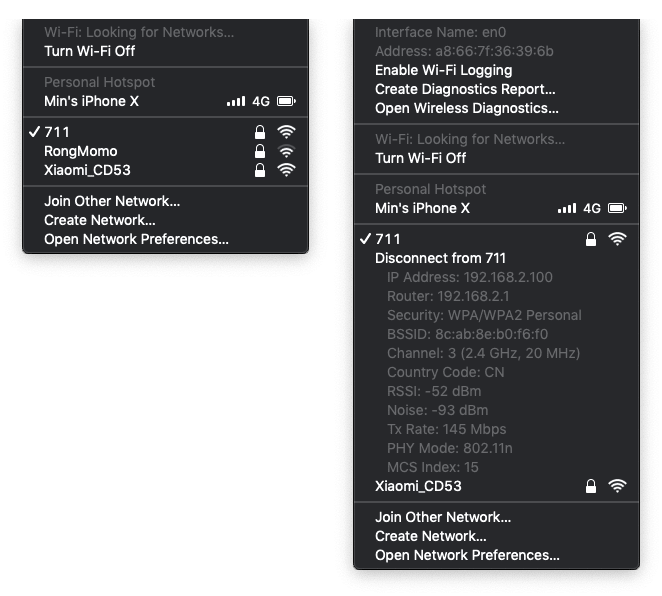 Wi-Fi: Looking for Networks...
Turn Wi-Fi Off
Personal Hotspot
Min's iPhone X 4G
✓ 711
RongMomo
Xiaomi_CD53
Join Other Network...
Create Network...
Open Network Preferences...
Interface Name: en0
Address: a8:66:7f:36:39:6b
Enable Wi-Fi Logging
Create Diagnostics Report...
Open Wireless Diagnostics...
Wi-Fi: Looking for Networks...
Turn Wi-Fi Off
Personal Hotspot
Min's iPhone X 4G
✓ 711
Disconnect from 711
IP Address: 192.168.2.100
Router: 192.168.2.1
Security: WPA/WPA2 Personal
BSSID: 8c:ab:8e:b0:f6:f0
Channel: 3 (2.4 GHz, 20 MHz)
Country Code: CN
RSSI: -52 dBm
Noise: -93 dBm
Tx Rate: 145 Mbps
PHY Mode: 802.11n
MCS Index: 15
Xiaomi_CD53
Join Other Network...
Create Network...
Open Network Preferences...